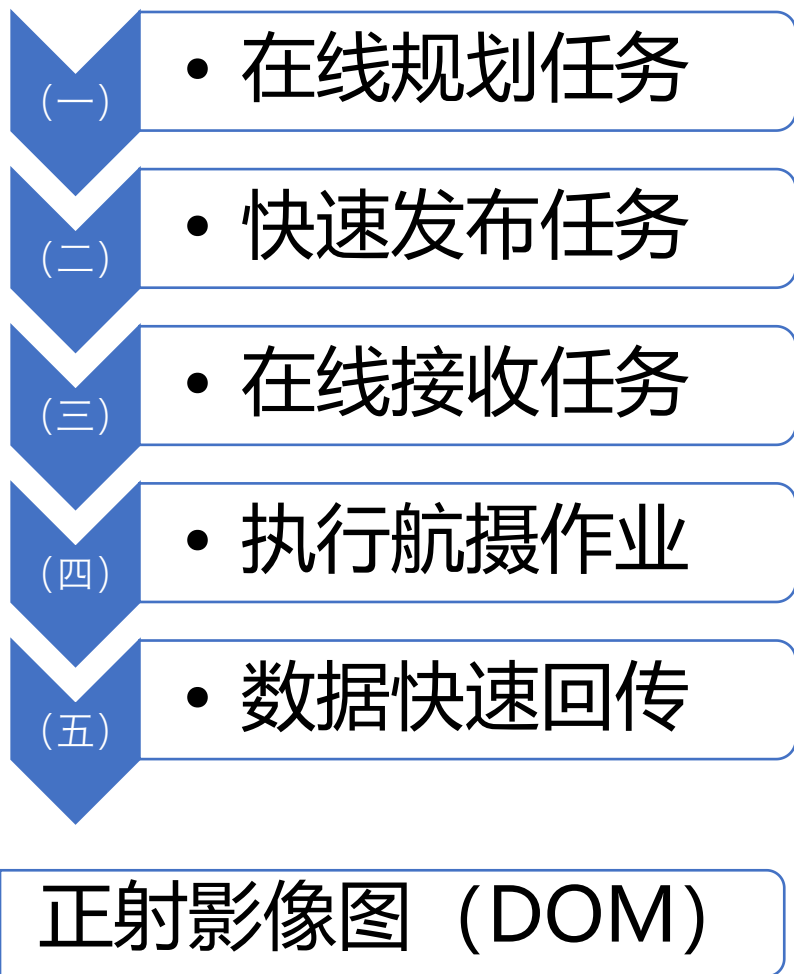 （一）
• 在线规划任务
（二）
• 快速发布任务
（三）
• 在线接收任务
（四）
• 执行航摄作业
（五）
• 数据快速回传
正射影像图（DOM）